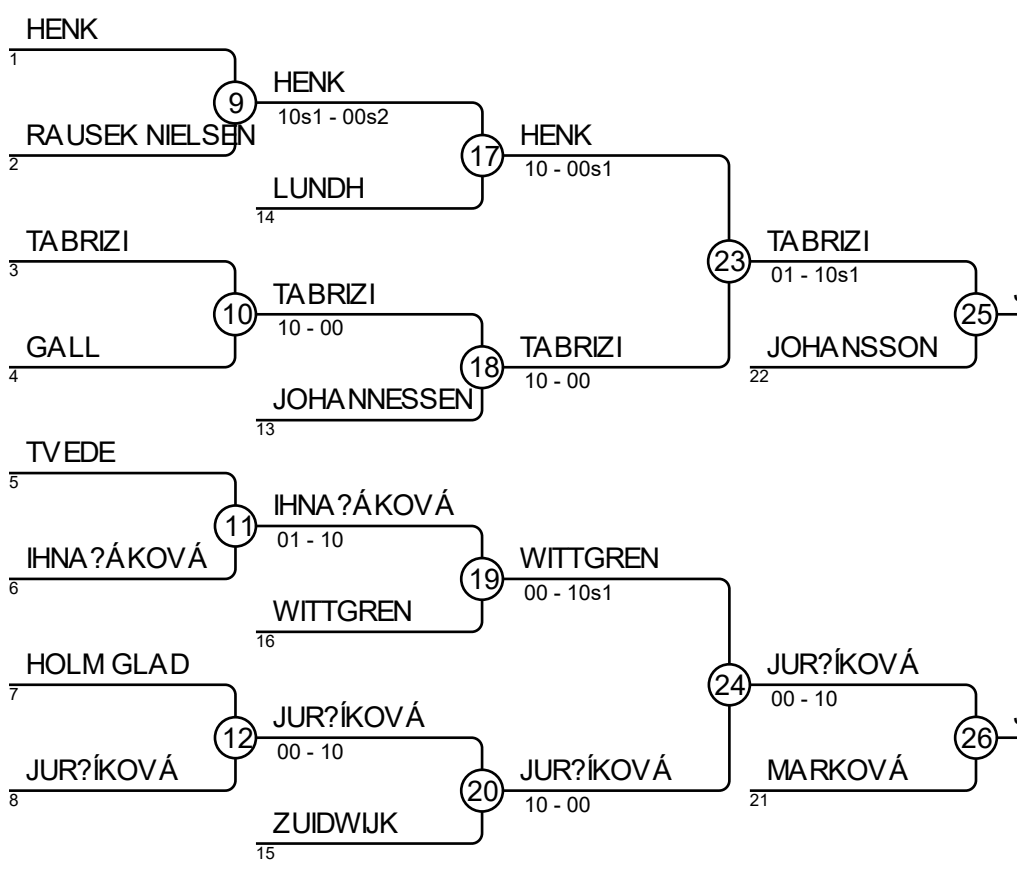 HENK
1
HENK
9
10s1 - 00s2
RAUSEK NIELSEN
2
HENK
17
10 - 00s1
LUNDH
14
TABRIZI
3
TABRIZI
23
01 - 10s1
TABRIZI
10
10 - 00
J
25
GALL
4
TABRIZI
18
10 - 00
JOHANSSON
22
JOHANNESSEN
13
TVEDE
5
IHNA?ÁKOVÁ
11
01 - 10
IHNA?ÁKOVÁ
6
WITTGREN
19
00 - 10s1
WITTGREN
16
HOLM GLAD
7
JUR?ÍKOVÁ
24
00 - 10
JUR?ÍKOVÁ
12
00 - 10
J
26
JUR?ÍKOVÁ
8
JUR?ÍKOVÁ
20
10 - 00
MARKOVÁ
21
ZUIDWIJK
15